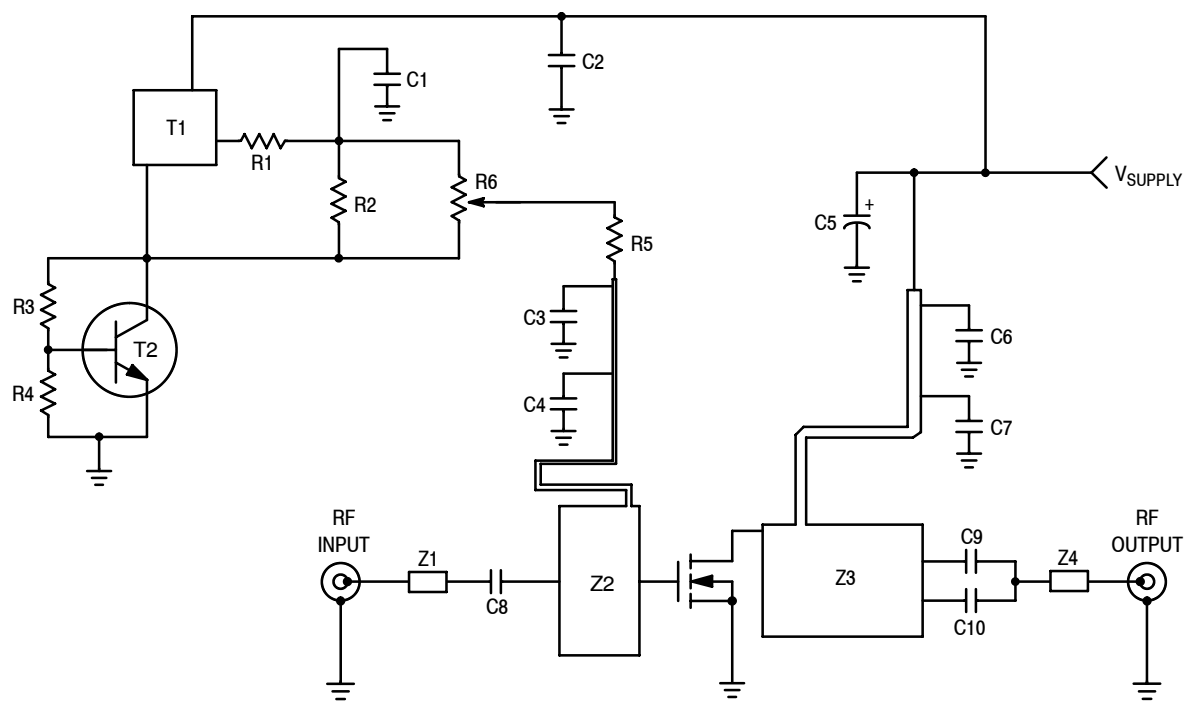 C2
C1
T1
R1
R2
R6
VSUPPLY
C5
+
R5
R3
T2
R4
C3
C4
C6
C7
RF
INPUT
Z1
C8
Z2
Z3
C9
C10
Z4
RF
OUTPUT